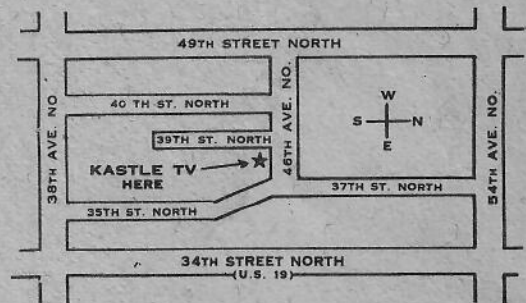 49TH STREET NORTH
40 TH ST. NORTH
39TH ST. NORTH
KASTLE TV
HERE
38TH AVE. NO.
46TH AVE. NO.
W
S N
E
54TH AVE. NO.
37TH ST. NORTH
35TH ST. NORTH
34TH STREET NORTH
(U.S. 19)